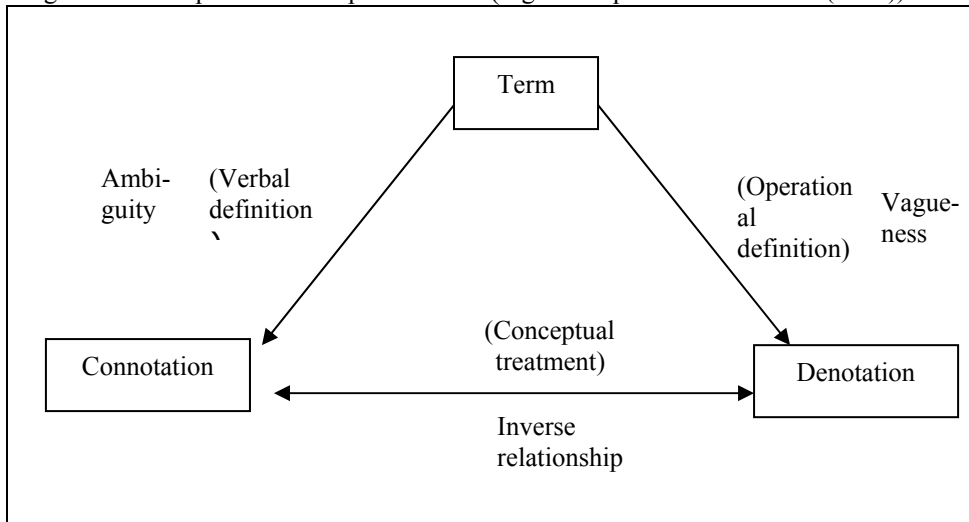 Term
Ambi-
guity
(Verbal
definition
)
(Operation
al
definition)
Vague-
ness
(Conceptual
treatment)
Connotation
Denotation
Inverse
relationship